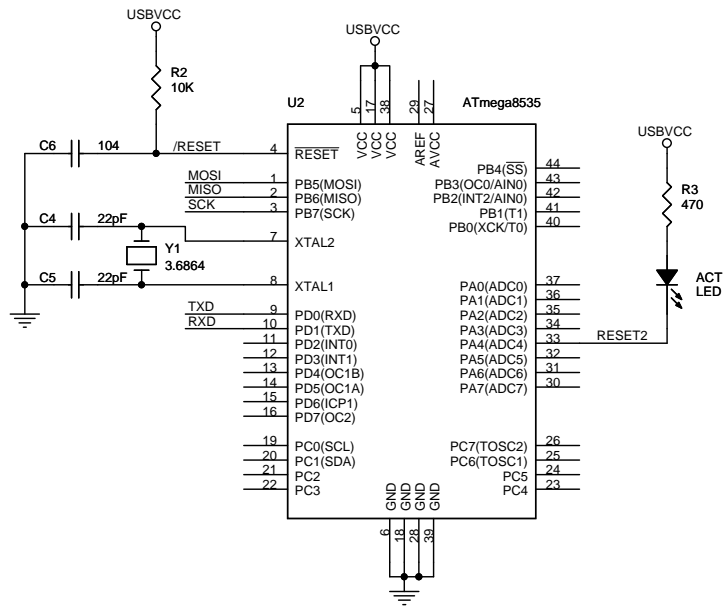 USBVCC
R2
10K
C6
104
/RESET
4
RESET
MOSI
1
PB5(MOSI)
MISO
2
PB6(MISO)
SCK
3
PB7(SCK)
C4
22pF
7
XTAL2
Y1
3.6864
C5
22pF
8
XTAL1
TXD
9
PD0(RXD)
RXD
10
PD1(TXD)
11
PD2(INT0)
12
PD3(INT1)
13
PD4(OC1B)
14
PD5(OC1A)
15
PD6(ICP1)
16
PD7(OC2)
19
PC0(SCL)
20
PC1(SDA)
21
PC2
22
PC3
USBVCC
U2
ATmega8535
5
VCC
17
VCC
38
VCC
29
AREF
27
AVCC
PB4(SS)
44
PB3(OC0/AIN0)
43
PB2(INT2/AIN0)
42
PB1(T1)
41
PB0(XCK/T0)
40
PA0(ADC0)
37
PA1(ADC1)
36
PA2(ADC2)
35
PA3(ADC3)
34
PA4(ADC4)
33
RESET2
PA5(ADC5)
32
PA6(ADC6)
31
PA7(ADC7)
30
PC7(TOSC2)
26
PC6(TOSC1)
25
PC5
24
PC4
23
GND
6
GND
18
GND
28
GND
39
USBVCC
R3
470
ACT
LED